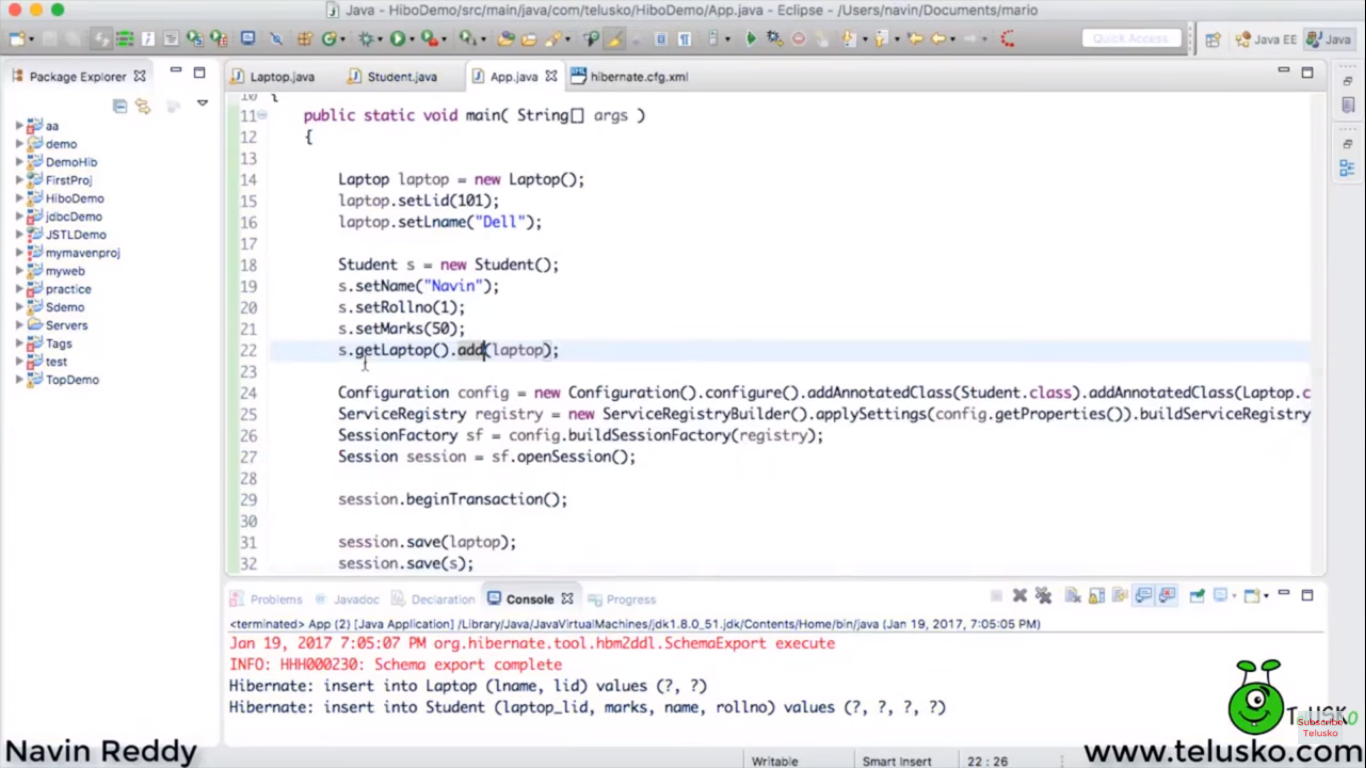 Java - HiboDemo/src/main/java/com/telusko/HiboDemo/App.java - Eclipse - /Users/navin/Documents/mario
Quick Access
Java EE
Java
Package Explorer
Laptop.java
Student.java
App.java
hibernate.cfg.xml
aa
demo
DemoHib
FirstProj
HiboDemo
jdbcDemo
JSTLDemo
mymavenproj
myweb
practice
Sdemo
Servers
Tags
test
TopDemo
10 {
11 public static void main( String[] args )
12 {
13
14 Laptop laptop = new Laptop();
15 laptop.setLid(101);
16 laptop.setLname("Dell");
17
18 Student s = new Student();
19 s.setName("Navin");
20 s.setRollno(1);
21 s.setMarks(50);
22 s.getLaptop().add(laptop);
23
24 Configuration config = new Configuration().configure().addAnnotatedClass(Student.class).addAnnotatedClass(Laptop.c
25 ServiceRegistry registry = new ServiceRegistryBuilder().applySettings(config.getProperties()).buildServiceRegistry
26 SessionFactory sf = config.buildSessionFactory(registry);
27 Session session = sf.openSession();
28
29 session.beginTransaction();
30
31 session.save(laptop);
32 session.save(s);
Problems Javadoc Declaration Console Progress
<terminated> App (2) [Java Application] /Library/Java/JavaVirtualMachines/jdk1.8.0_51.jdk/Contents/Home/bin/java (Jan 19, 2017, 7:05:05 PM)
Jan 19, 2017 7:05:07 PM org.hibernate.tool.hbm2ddl.SchemaExport execute
INFO: HHH000230: Schema export complete
Hibernate: insert into Laptop (lname, lid) values (?, ?)
Hibernate: insert into Student (laptop_lid, marks, name, rollno) values (?, ?, ?, ?)
TELUSKO
Subscribe
Telusko
Navin Reddy
www.telusko.com
Writable
Smart Insert
22 : 26